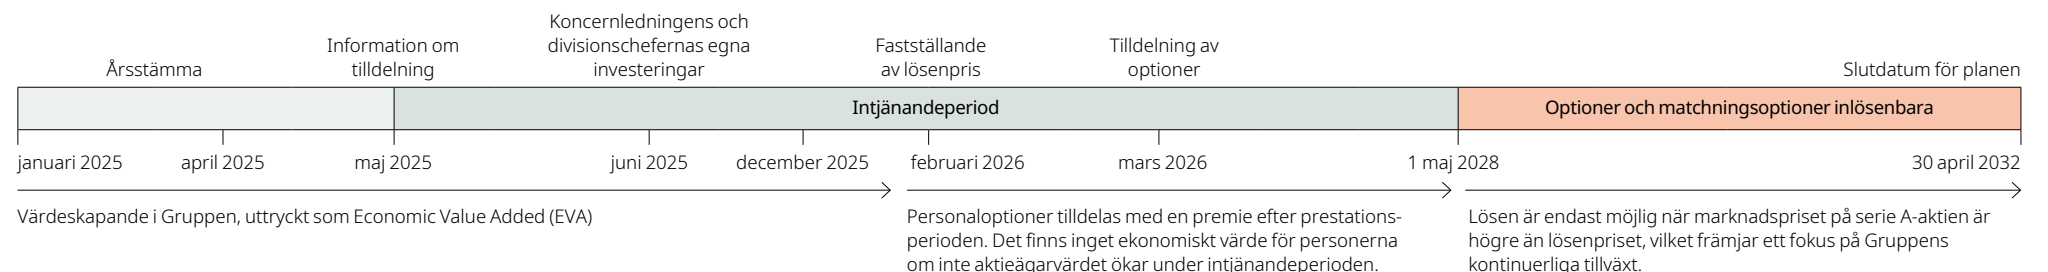 Årsstämma
Information om
tilldelning
Koncernledningens och
divisionschefernas egna
investeringar
Fastställande
av lösenpris
Tilldelning av
optioner
Slutdatum för planen
Intjänandeperiod
Optioner och matchningsoptioner inlösenbara
januari 2025
april 2025
maj 2025
juni 2025
december 2025
februari 2026
mars 2026
1 maj 2028
30 april 2032
Värdeskapande i Gruppen, uttryckt som Economic Value Added (EVA)
Personaloptioner tilldelas med en premie efter prestations-
perioden. Det finns inget ekonomiskt värde för personerna
om inte aktieägarvärdet ökar under intjänandeperioden.
Lösen är endast möjlig när marknadspriset på serie A-aktien är
högre än lösenpriset, vilket främjar ett fokus på Gruppens
kontinuerliga tillväxt.